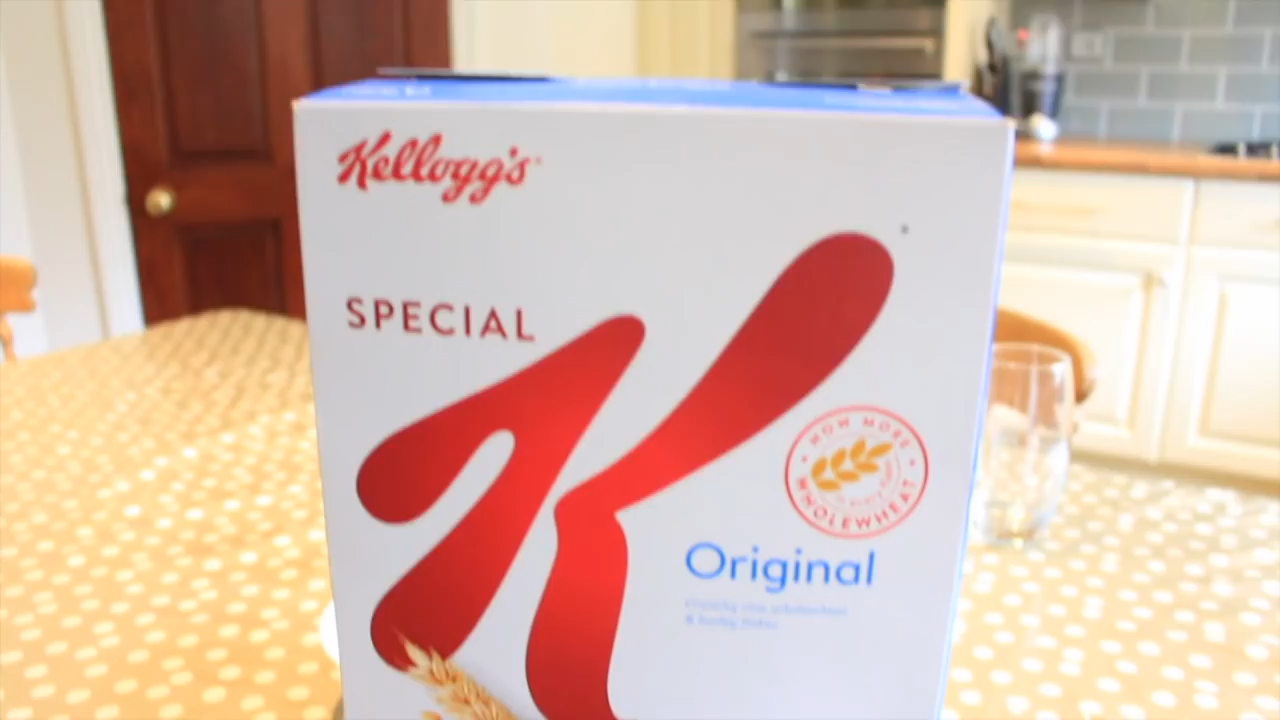 Kellogg's
SPECIAL
K
NOW MORE
WHOLEWHEAT
Original